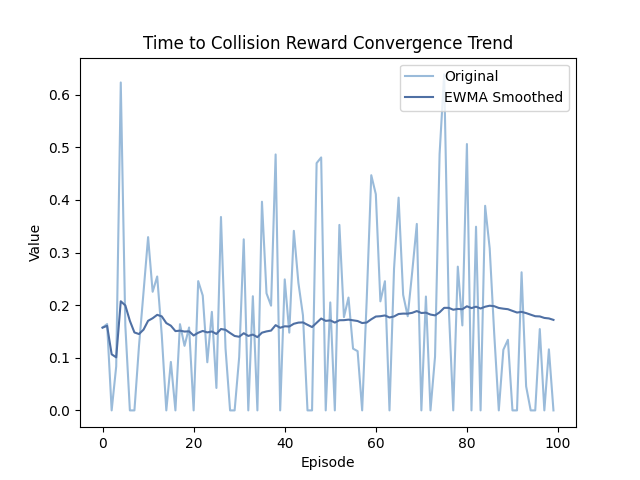 Time to Collision Reward Convergence Trend
Original
EWMA Smoothed
Value
0.6
0.5
0.4
0.3
0.2
0.1
0.0
0 20 40 60 80 100
Episode